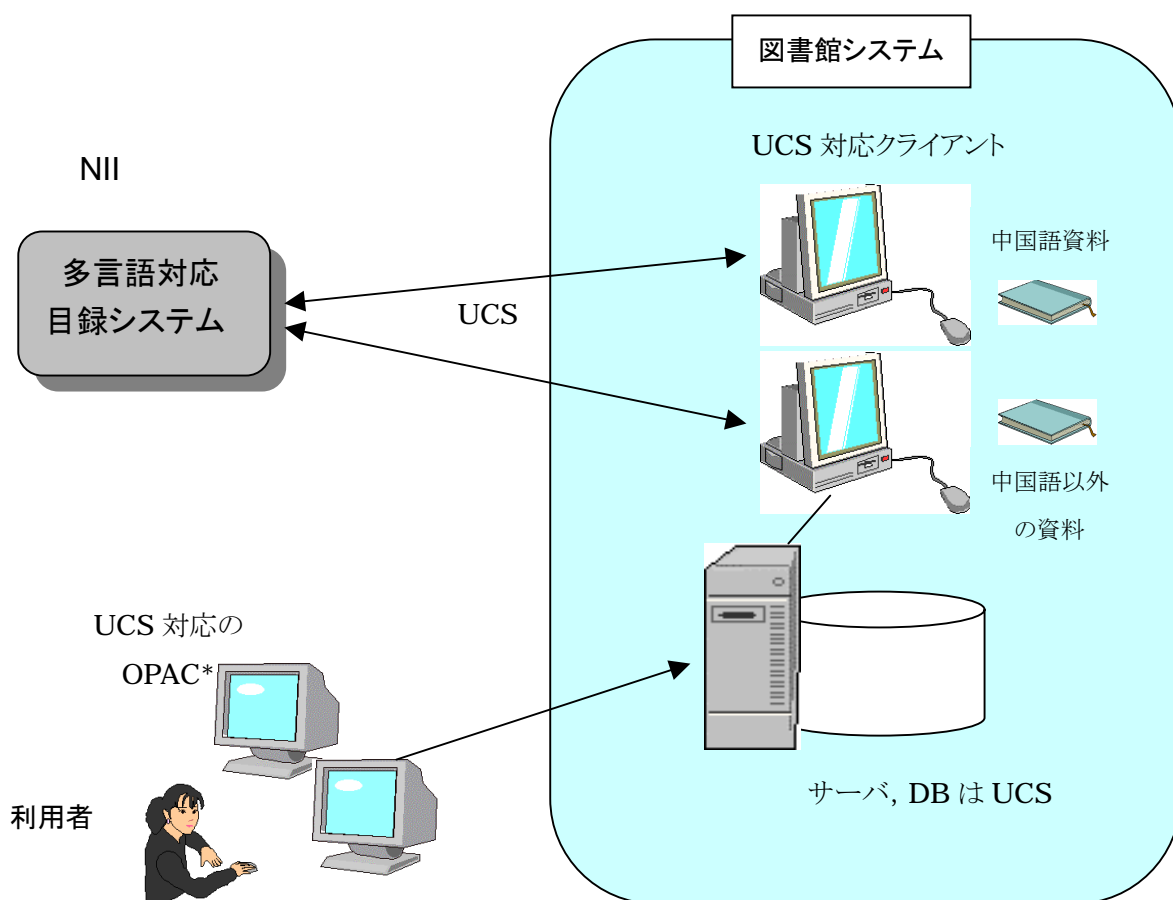 図書館システム
NII
多言語対応
目録システム
UCS
UCS 対応クライアント
中国語資料
中国語以外
の資料
UCS 対応の
OPAC*
利用者
サーバ, DB は UCS